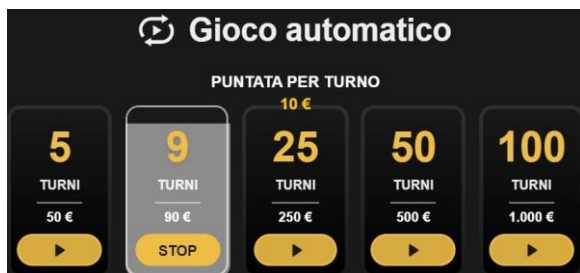 Gioco automatico
PUNTATA PER TURNO
10 €
5 9 25 50 100
TURNI TURNI TURNI TURNI TURNI
50 € 90 € 250 € 500 € 1.000 €
STOP